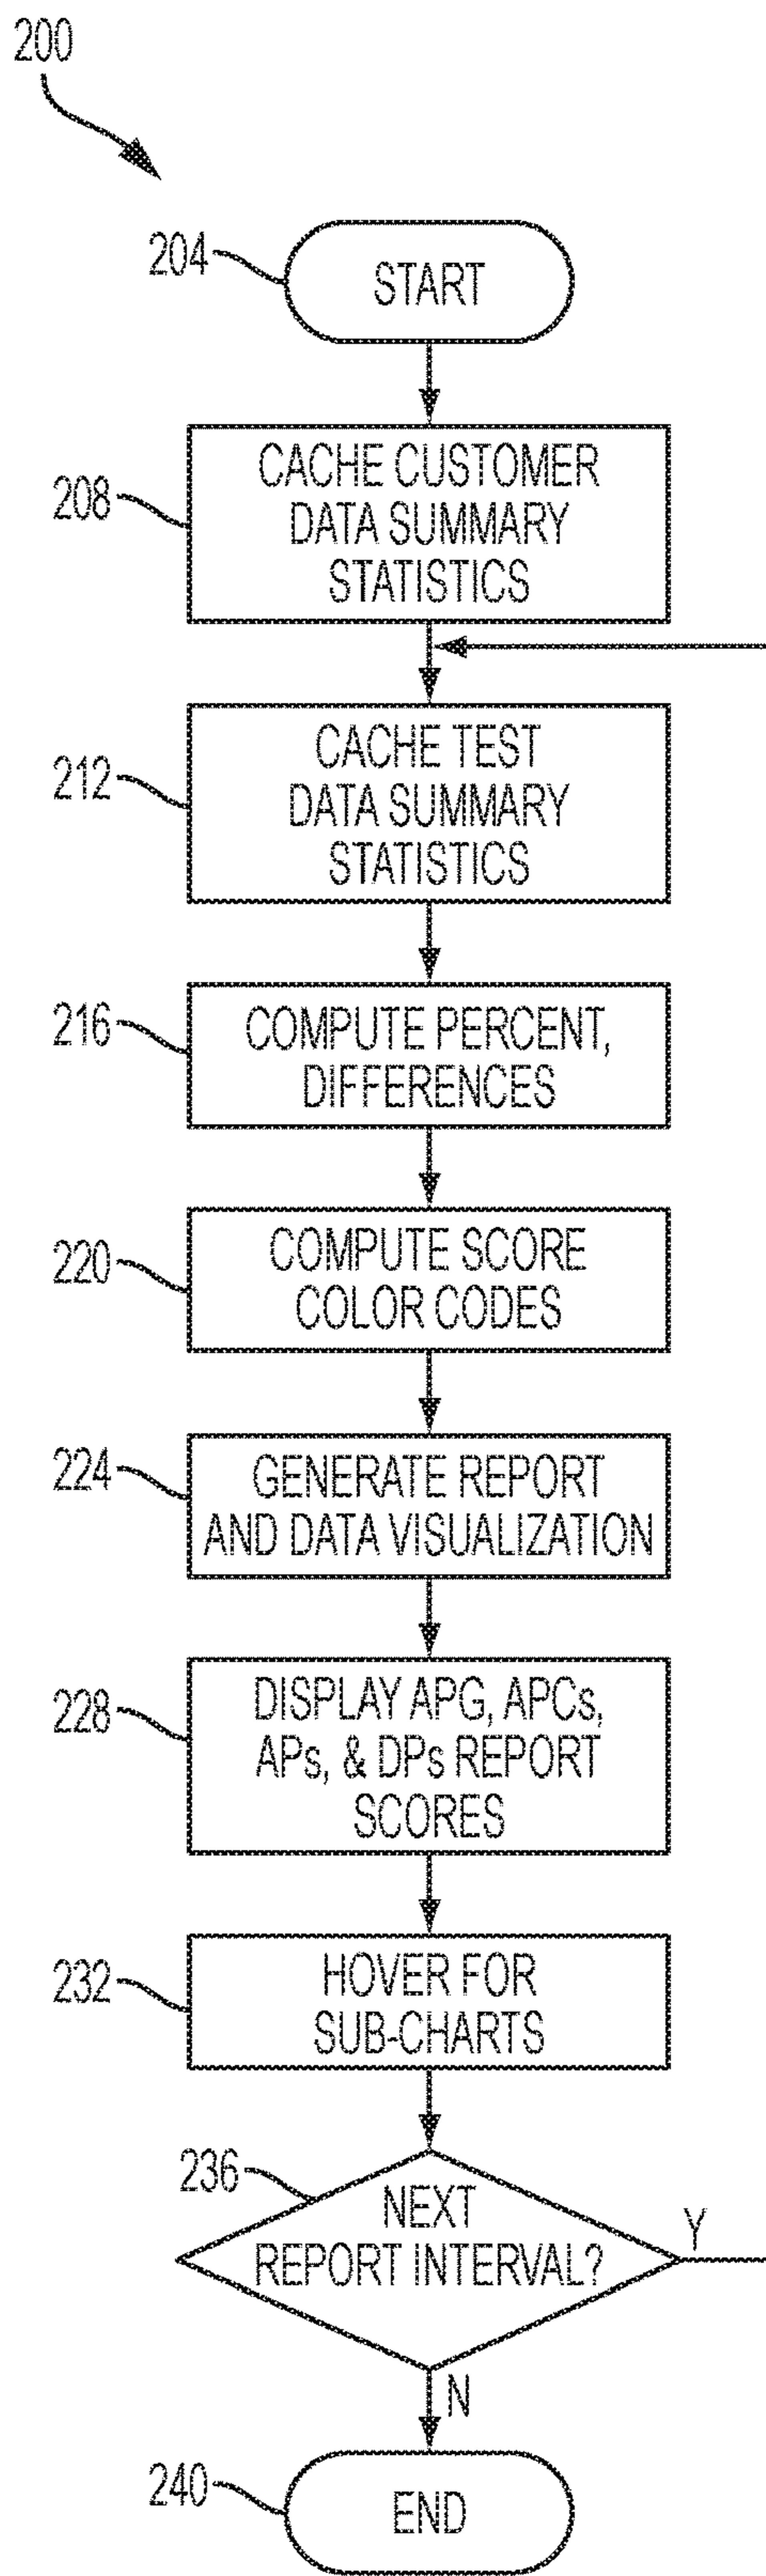 200
204
START
208
CACHE CUSTOMER
DATA SUMMARY
STATISTICS
212
CACHE TEST
DATA SUMMARY
STATISTICS
216
COMPUTE PERCENT,
DIFFERENCES
220
COMPUTE SCORE
COLOR CODES
224
GENERATE REPORT
AND DATA VISUALIZATION
228
DISPLAY APG, APCs,
APs, & DPs REPORT
SCORES
232
HOVER FOR
SUB-CHARTS
236
NEXT
REPORT INTERVAL?
Y
N
240
END